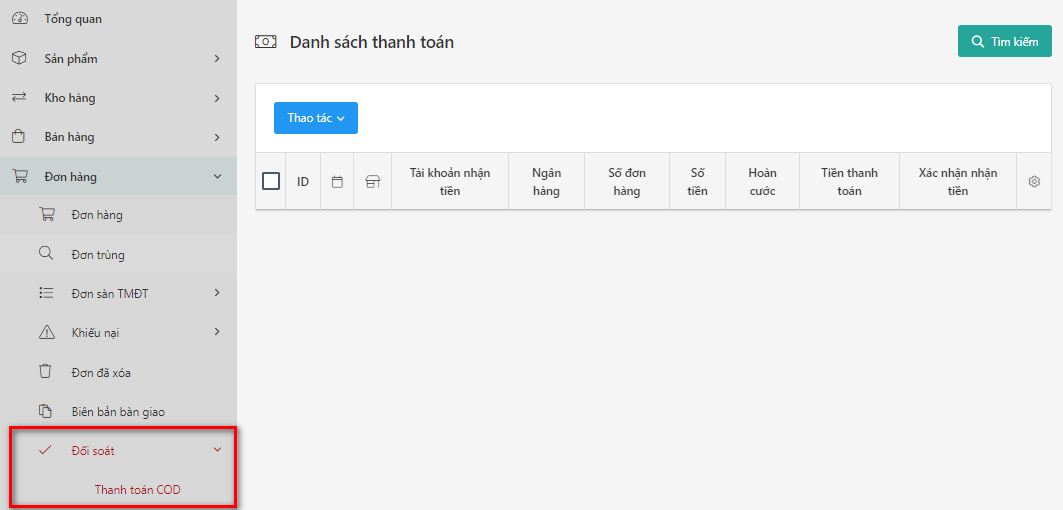 Tổng quan
Sản phẩm
Kho hàng
Bán hàng
Đơn hàng
Đơn hàng
Đơn trùng
Đơn sàn TMĐT
Khiếu nại
Đơn đã xóa
Biên bản bàn giao
Đối soát
Thanh toán COD
Danh sách thanh toán
Tìm kiếm
Thao tác
ID
Tài khoản nhận
tiền
Ngân
hàng
Số đơn
hàng
Số
tiền
Hoàn
cước
Tiền thanh
toán
Xác nhận nhận
tiền